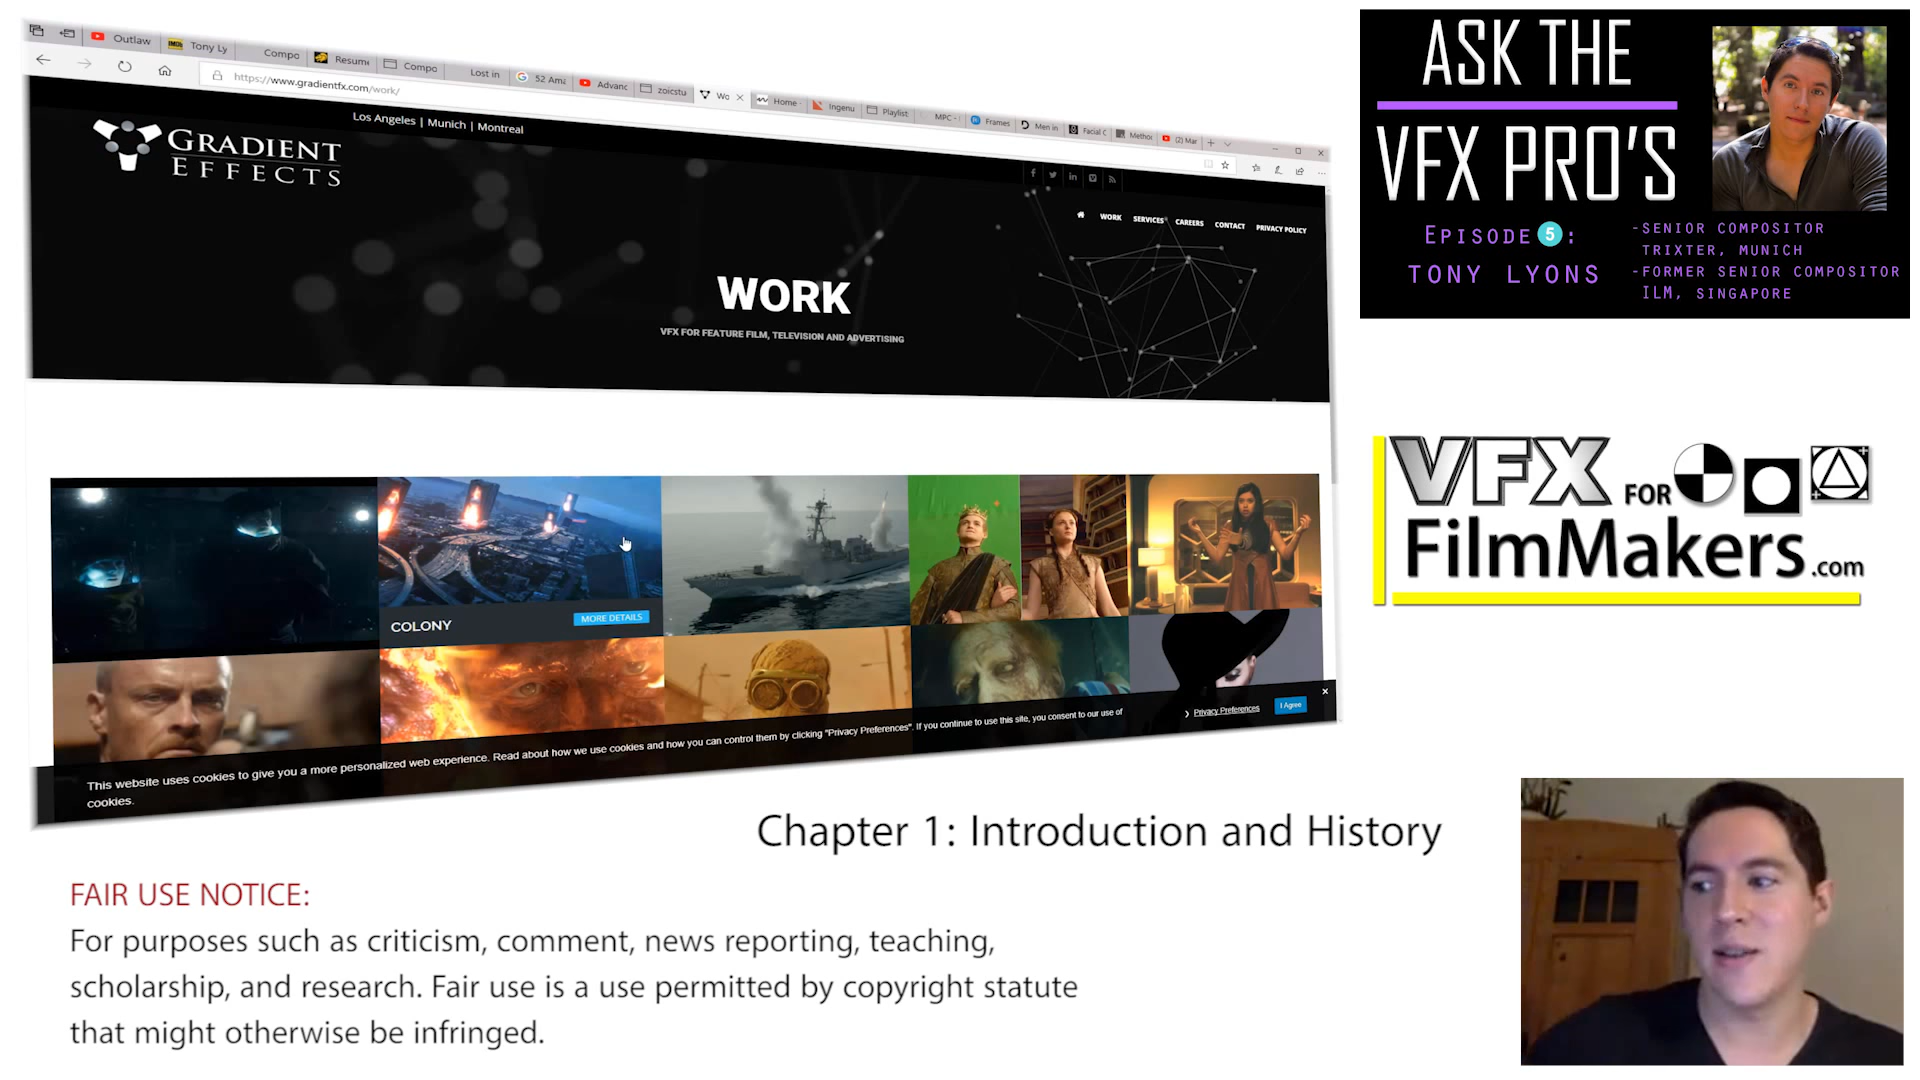 Outlaw
Tony Ly
Compo
Resume
Compo
Lost in
52 Ama
Advanc
zoicstu
Wo
Home
Ingenu
Playlist
MPC -
Frames
Men in
Facial C
Method
(2) Mar
https://www.gradientfx.com/work/
Los Angeles | Munich | Montreal
GRADIENT
EFFECTS
WORK
SERVICES
CAREERS
CONTACT
PRIVACY POLICY
WORK
VFX FOR FEATURE FILM, TELEVISION AND ADVERTISING
COLONY
MORE DETAILS
This website uses cookies to give you a more personalized web experience. Read about how we use cookies and how you can control them by clicking "Privacy Preferences". If you continue to use this site, you consent to our use of
cookies.
Privacy Preferences
I Agree
ASK THE
VFX PRO'S
EPISODE 5:
TONY LYONS
-SENIOR COMPOSITOR
TRIXTER, MUNICH
-FORMER SENIOR COMPOSITOR
ILM, SINGAPORE
VFX FOR
FilmMakers.com
Chapter 1: Introduction and History
FAIR USE NOTICE:
For purposes such as criticism, comment, news reporting, teaching,
scholarship, and research. Fair use is a use permitted by copyright statute
that might otherwise be infringed.